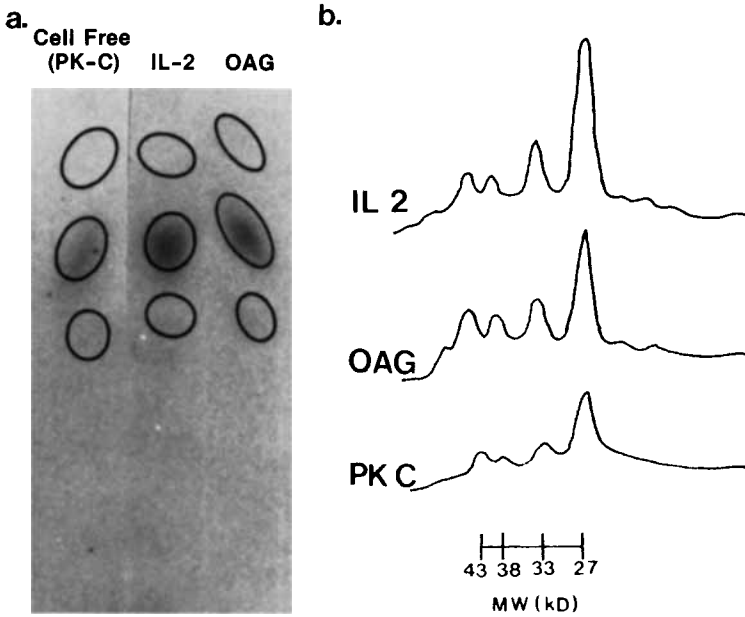 a.
Cell Free
(PK-C) IL-2 OAG
b.
IL 2
OAG
PK C
43 38 33 27
MW (kD)